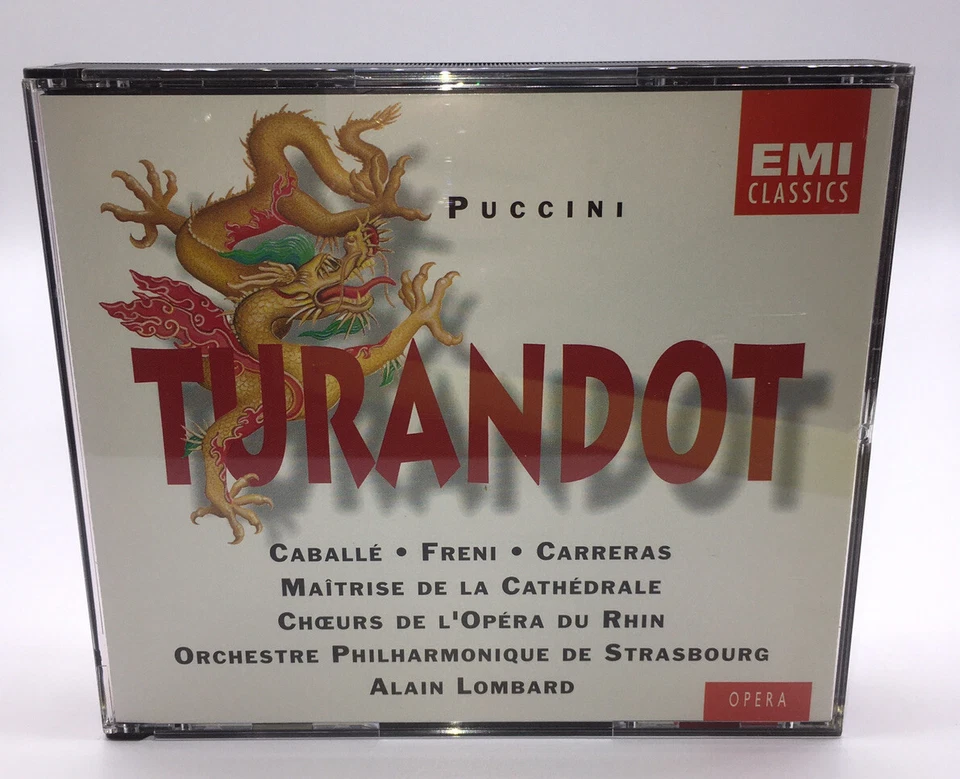 PUCCINI
EMI
CLASSICS
TURANDOT
CABALLÉ • FRENI • CARRERAS
MAÎTRISE DE LA CATHÉDRALE
CHŒURS DE L'OPÉRA DU RHIN
ORCHESTRE PHILHARMONIQUE DE STRASBOURG
ALAIN LOMBARD
OPERA